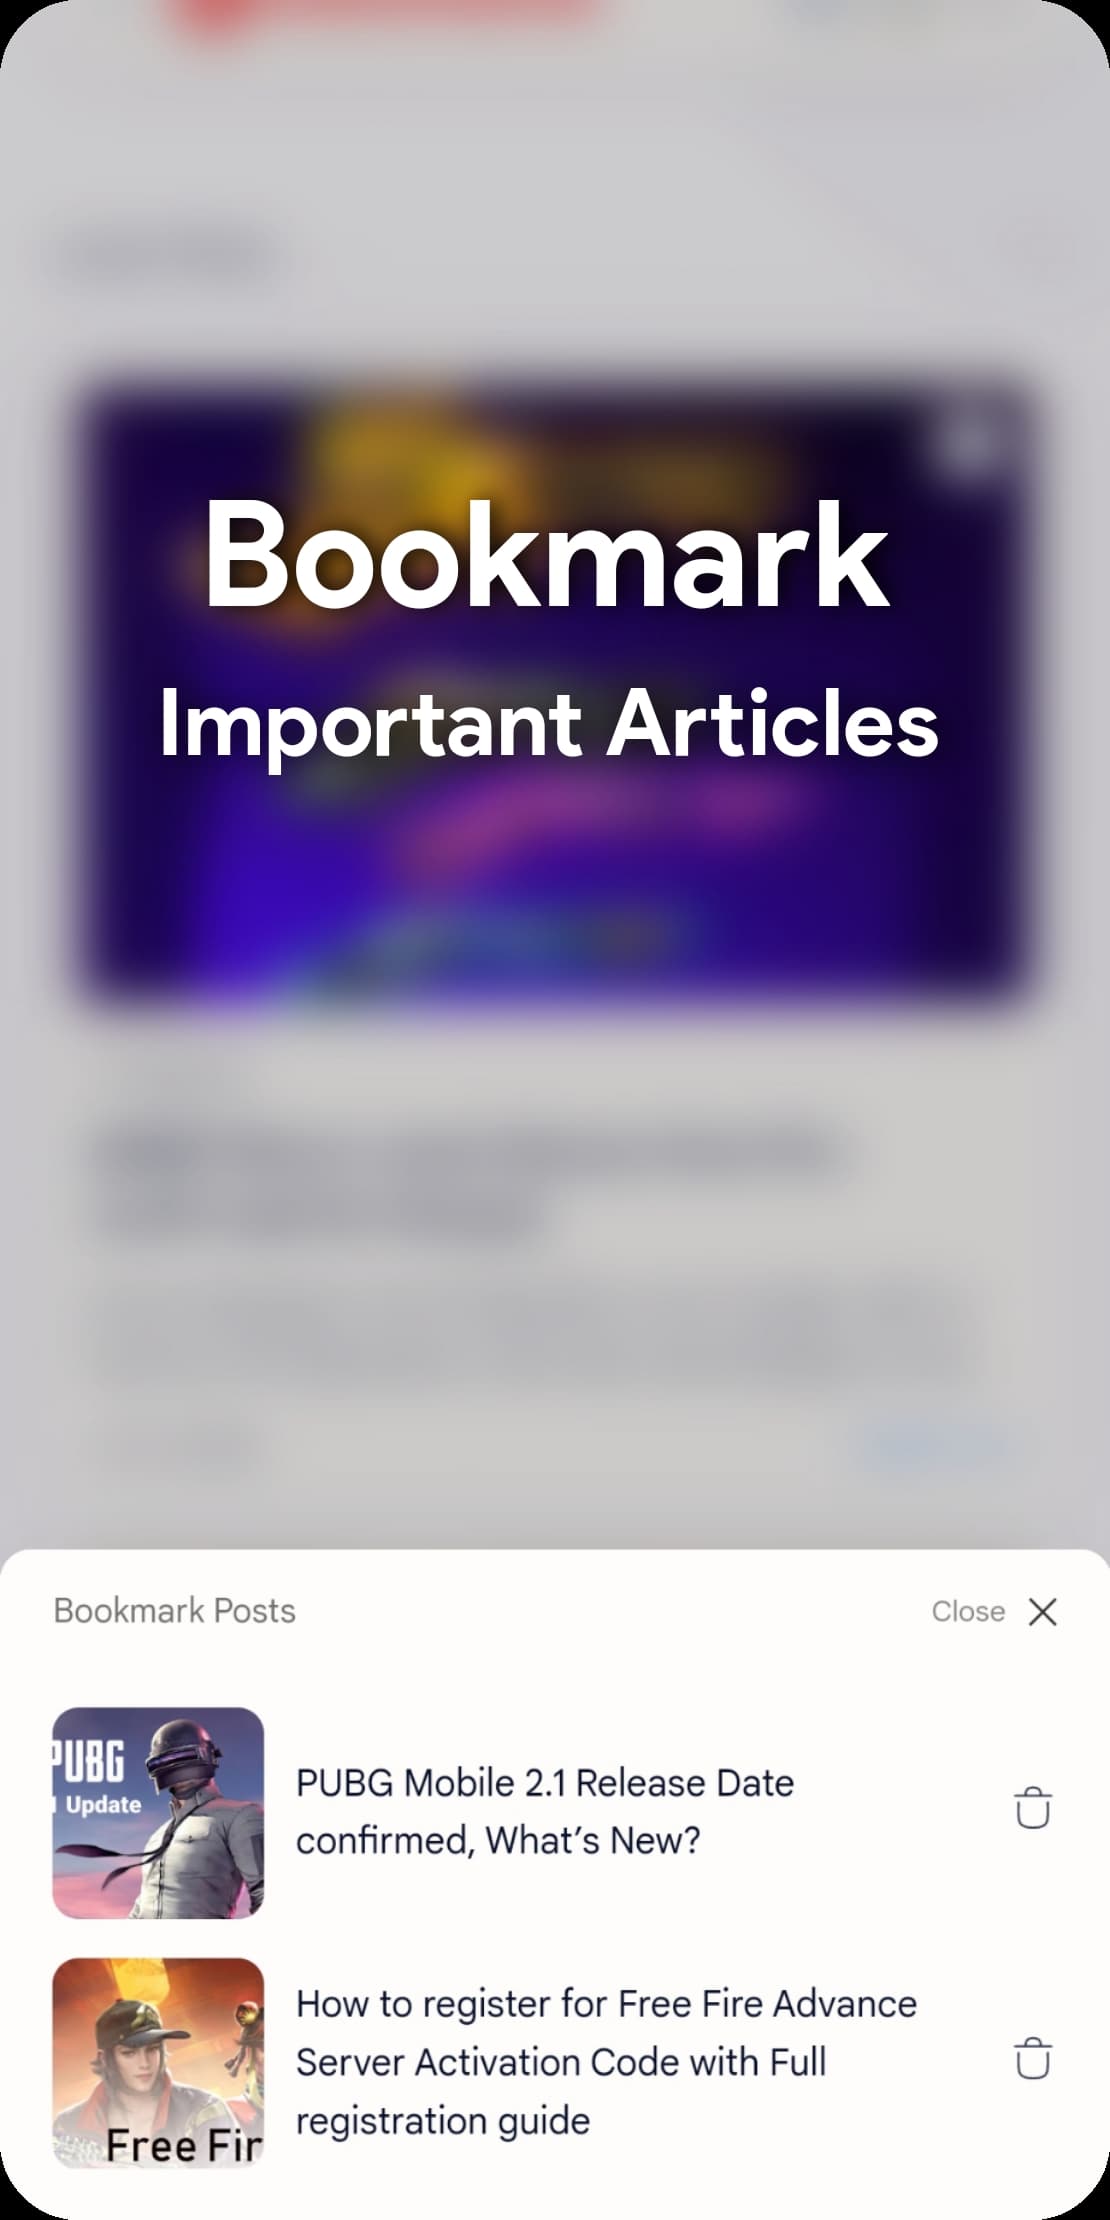 Bookmark
Important Articles
Bookmark Posts
Close
PUBG
Update
PUBG Mobile 2.1 Release Date
confirmed, What's New?
How to register for Free Fire Advance
Server Activation Code with Full
registration guide
Free Fir